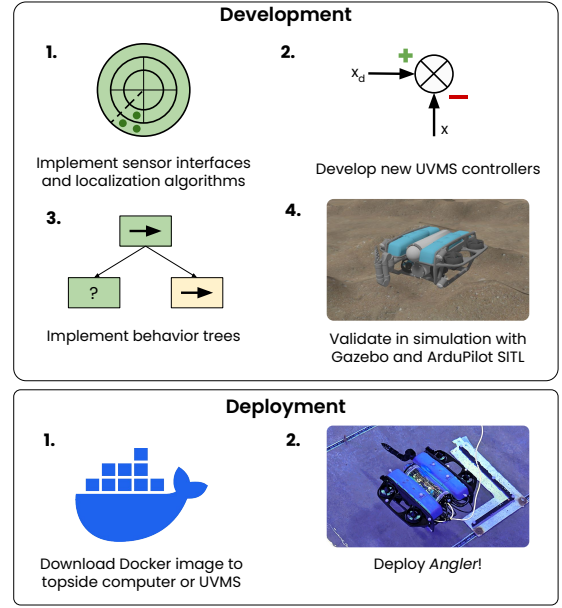 Development
1.
Implement sensor interfaces
and localization algorithms
2.
x_d
x
Develop new UVMS controllers
3.
?
Implement behavior trees
4.
Validate in simulation with
Gazebo and ArduPilot SITL
Deployment
1.
Download Docker image to
topside computer or UVMS
2.
Deploy Angler!